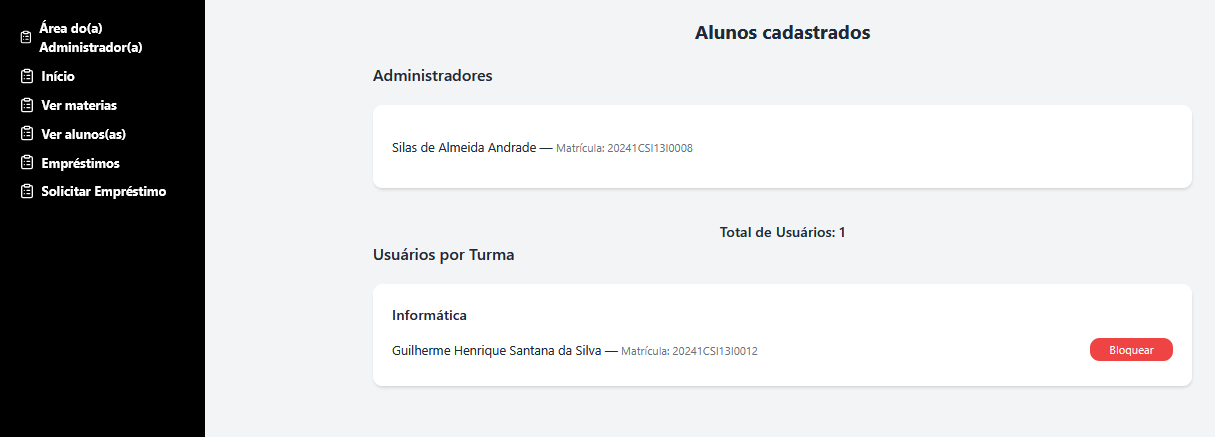 Área do(a)
Administrador(a)
Início
Ver materias
Ver alunos(as)
Empréstimos
Solicitar Empréstimo
Alunos cadastrados
Administradores
Silas de Almeida Andrade — Matrícula: 20241CSI13I0008
Total de Usuários: 1
Usuários por Turma
Informática
Guilherme Henrique Santana da Silva — Matrícula: 20241CSI13I0012
Bloquear